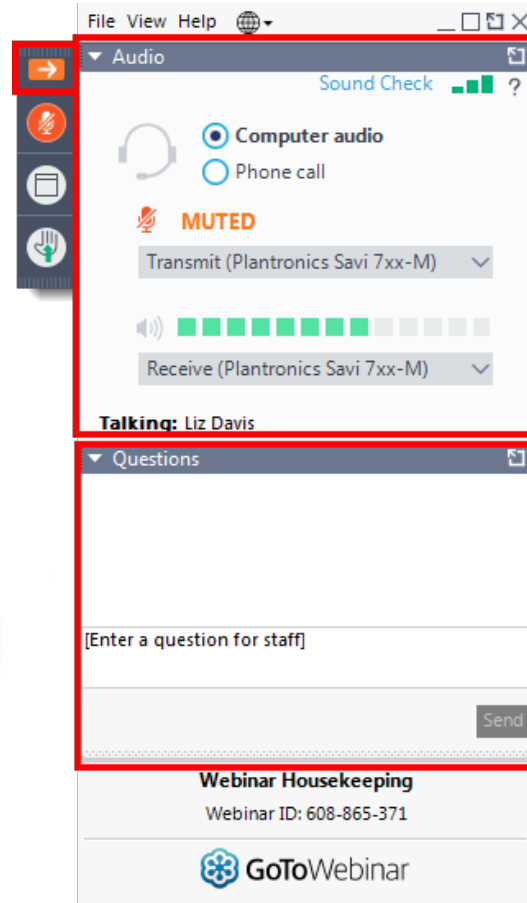 File View Help
Audio
Sound Check ?
Computer audio
Phone call
MUTED
Transmit (Plantronics Savi 7xx-M)
Receive (Plantronics Savi 7xx-M)
Talking: Liz Davis
Questions
[Enter a question for staff]
Send
Webinar Housekeeping
Webinar ID: 608-865-371
GoToWebinar